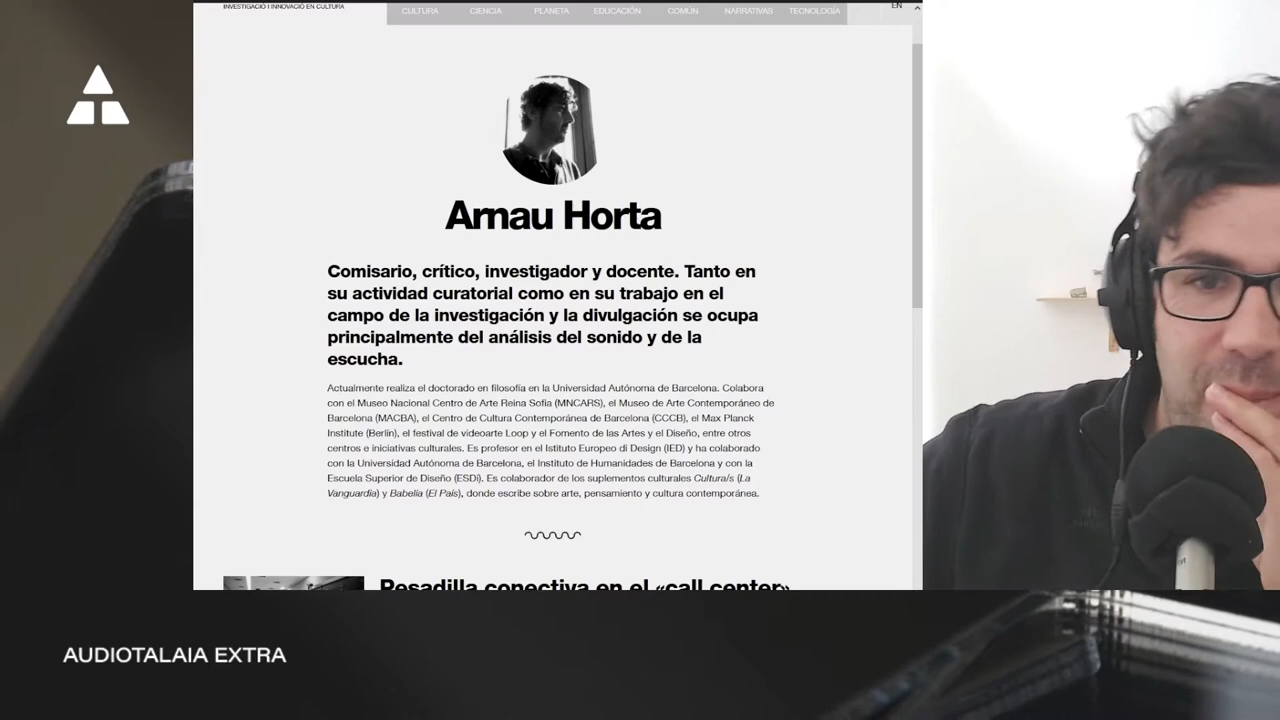 INVESTIGACIÓ I INNOVACIÓ EN CULTURA
CULTURA CIENCIA PLANETA EDUCACIÓN COMÚN NARRATIVAS TECNOLOGÍA
EN
Arnau Horta
Comisario, crítico, investigador y docente. Tanto en
su actividad curatorial como en su trabajo en el
campo de la investigación y la divulgación se ocupa
principalmente del análisis del sonido y de la
escucha.
Actualmente realiza el doctorado en filosofía en la Universidad Autónoma de Barcelona. Colabora
con el Museo Nacional Centro de Arte Reina Sofia (MNCARS), el Museo de Arte Contemporáneo de
Barcelona (MACBA), el Centro de Cultura Contemporánea de Barcelona (CCCB), el Max Planck
Institute (Berlín), el festival de videoarte Loop y el Fomento de las Artes y el Diseño, entre otros
centros e iniciativas culturales. Es profesor en el Istituto Europeo di Design (IED) y ha colaborado
con la Universidad Autónoma de Barcelona, el Instituto de Humanidades de Barcelona y con la
Escuela Superior de Diseño (ESDi). Es colaborador de los suplementos culturales Cultura/s (La
Vanguardia) y Babelia (El País), donde escribe sobre arte, pensamiento y cultura contemporánea.
Pesadilla conectiva en el «call center»
AUDIOTALAIA EXTRA